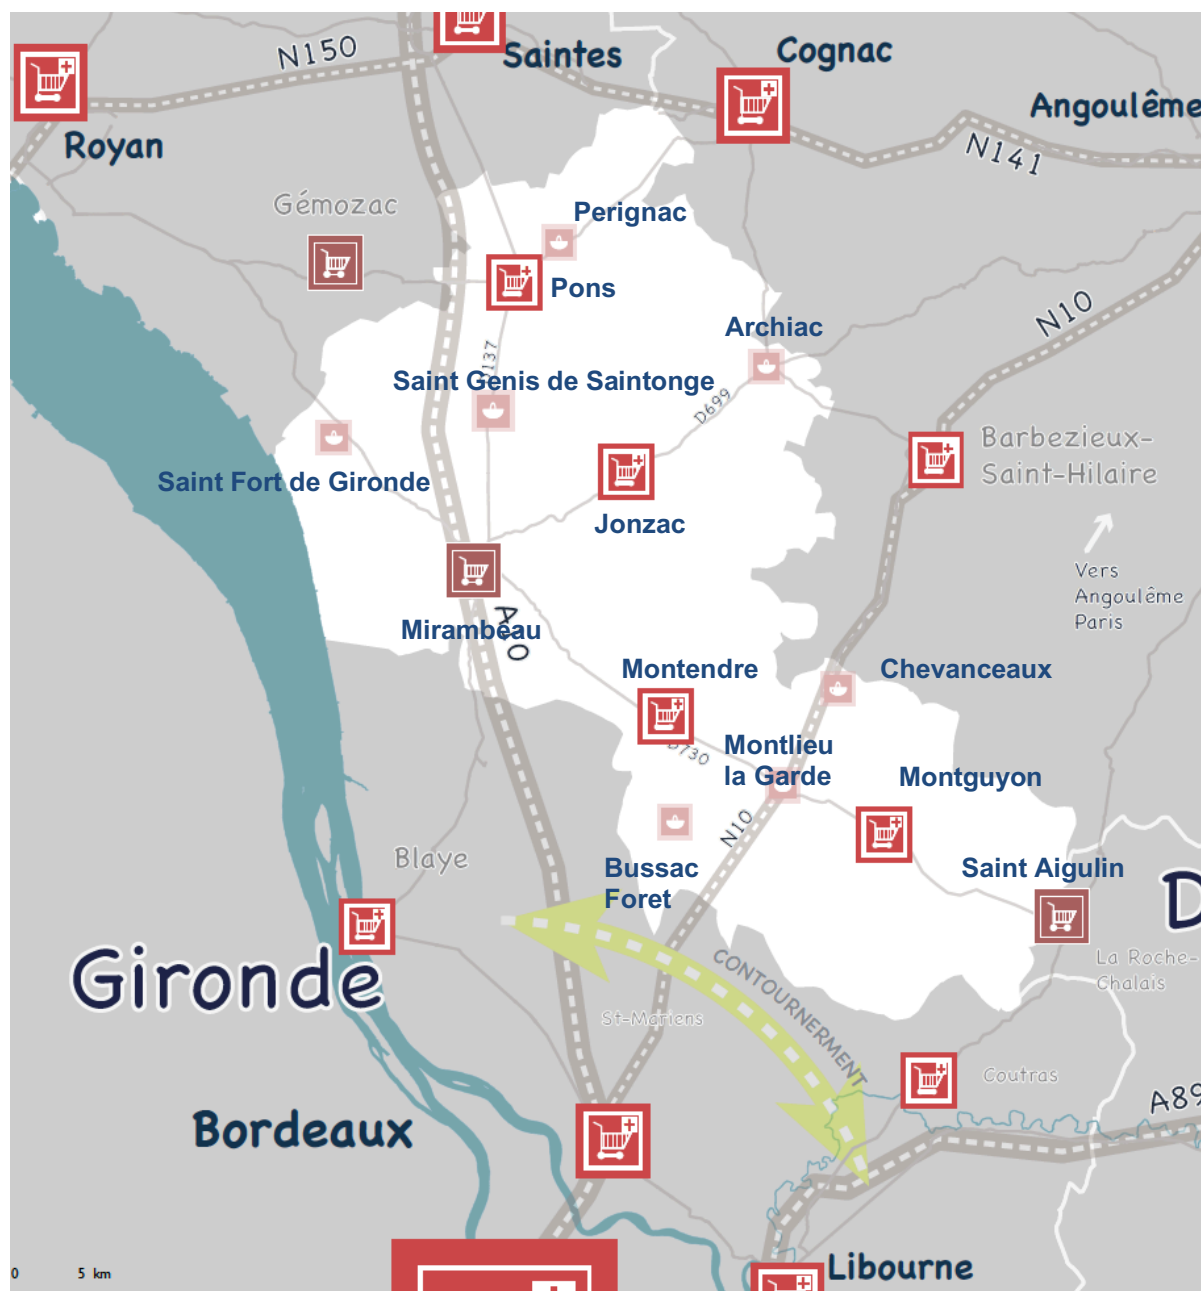 N150
Saintes
Cognac
Angoulême
Royan
N141
Gémozac
Perignac
Pons
N10
Archiac
D137
Saint Genis de Saintonge
D699
Barbezieux-
Saint-Hilaire
Saint Fort de Gironde
Jonzac
Vers
Angoulême
Paris
A10
Mirambeau
Montendre
Chevanceaux
D730
Montlieu
la Garde
Montguyon
N10
Blaye
Bussac
Foret
Saint Aigulin
D
La Roche-
Chalais
Gironde
CONTOURNERMENT
St-Mariens
Coutras
A89
Bordeaux
Libourne
0 5 km